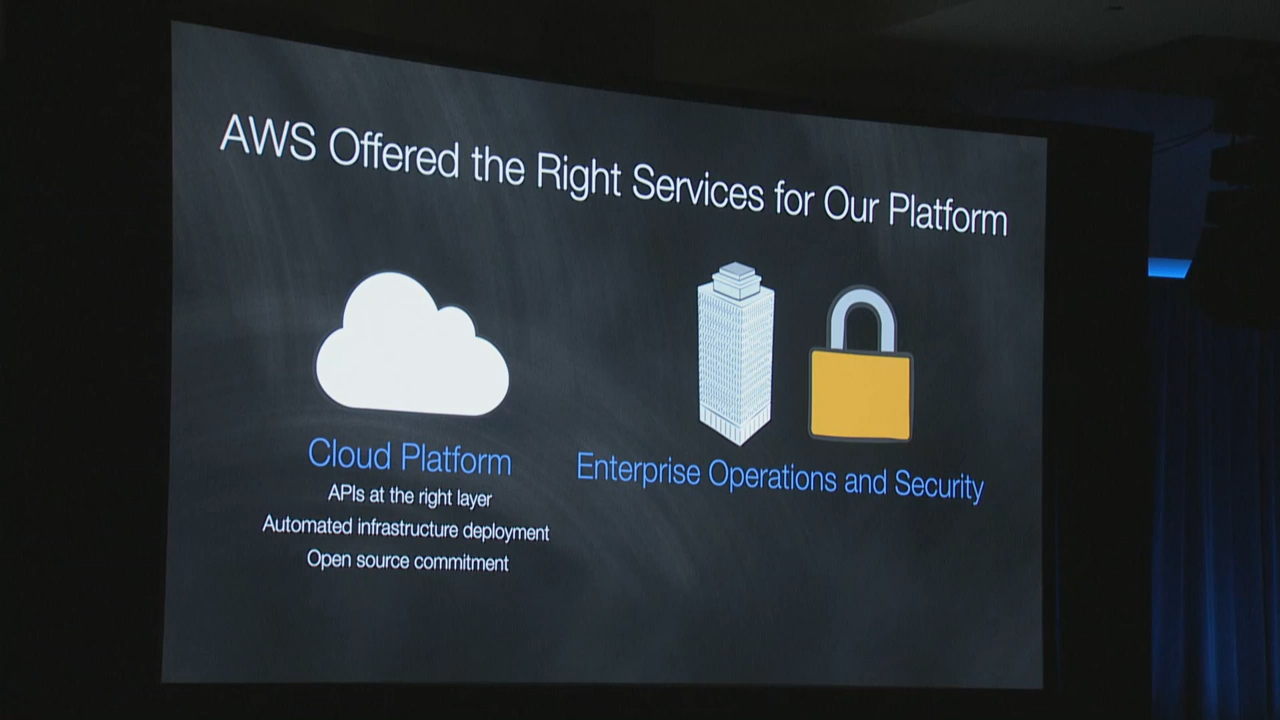 AWS Offered the Right Services for Our Platform
Cloud Platform
APIs at the right layer
Automated infrastructure deployment
Open source commitment
Enterprise Operations and Security